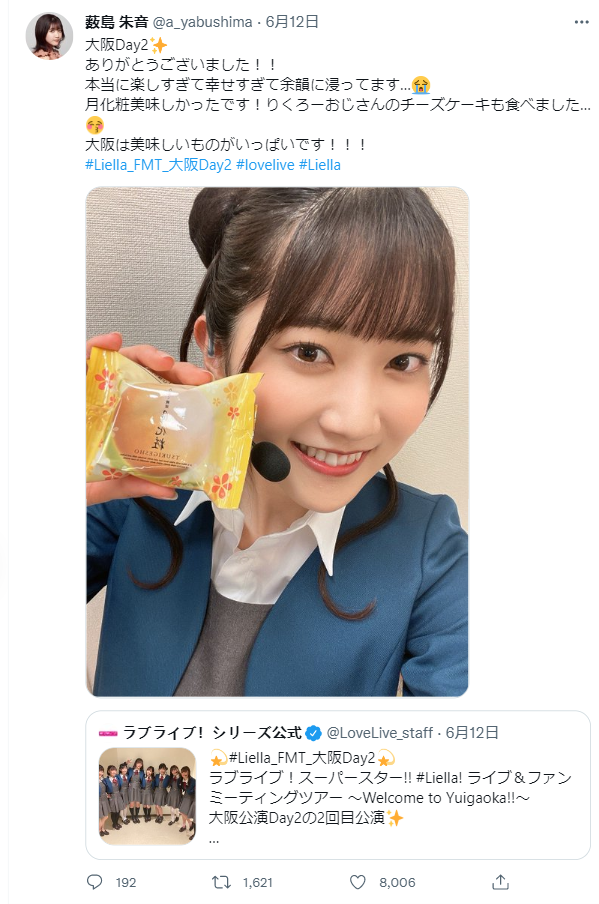 薮島 朱音 @a_yabushima · 6月12日
大阪Day2✨
ありがとうございました！！
本当に楽しすぎて幸せすぎて余韻に浸ってます...😭
月化粧美味しかったです！りくろーおじさんのチーズケーキも食べました...
😋
大阪は美味しいものがいっぱいです！！！
#Liella_FMT_大阪Day2 #lovelive #Liella
化
粧
TSUKIGESHO
ラブライブ！シリーズ公式 @LoveLive_staff · 6月12日
💫#Liella_FMT_大阪Day2💫
ラブライブ！スーパースター!! #Liella! ライブ＆ファン
ミーティングツアー ～Welcome to Yuigaoka!!～
大阪公演Day2の2回目公演✨
...
192 1,621 8,006